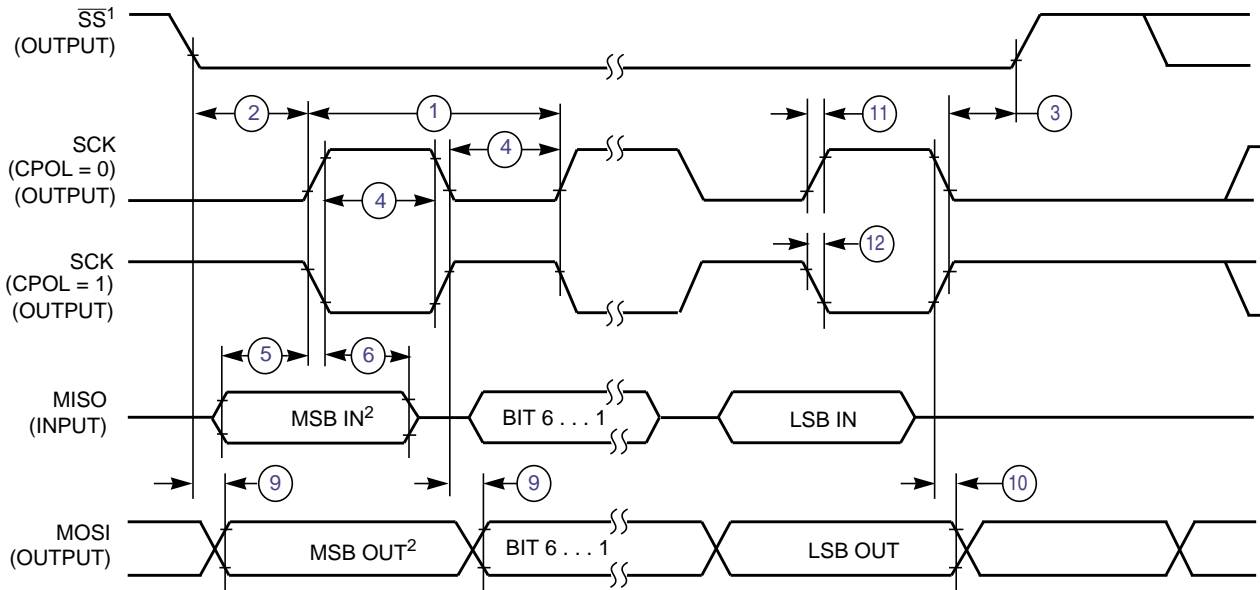 SS¹
(OUTPUT)
2
1
11
3
SCK
(CPOL = 0)
(OUTPUT)
4
4
12
SCK
(CPOL = 1)
(OUTPUT)
5
6
MISO
(INPUT)
MSB IN²
BIT 6 . . . 1
LSB IN
9
9
10
MOSI
(OUTPUT)
MSB OUT²
BIT 6 . . . 1
LSB OUT